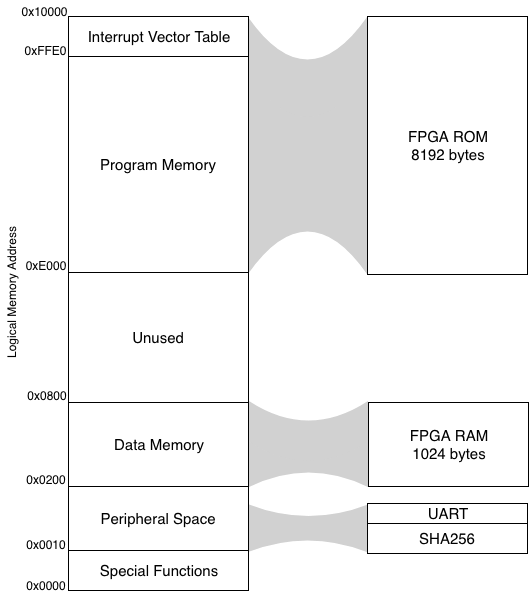 0x10000
Interrupt Vector Table
0xFFE0
Program Memory
FPGA ROM
8192 bytes
Logical Memory Address
0xE000
Unused
0x0800
Data Memory
FPGA RAM
1024 bytes
0x0200
Peripheral Space
UART
SHA256
0x0010
Special Functions
0x0000